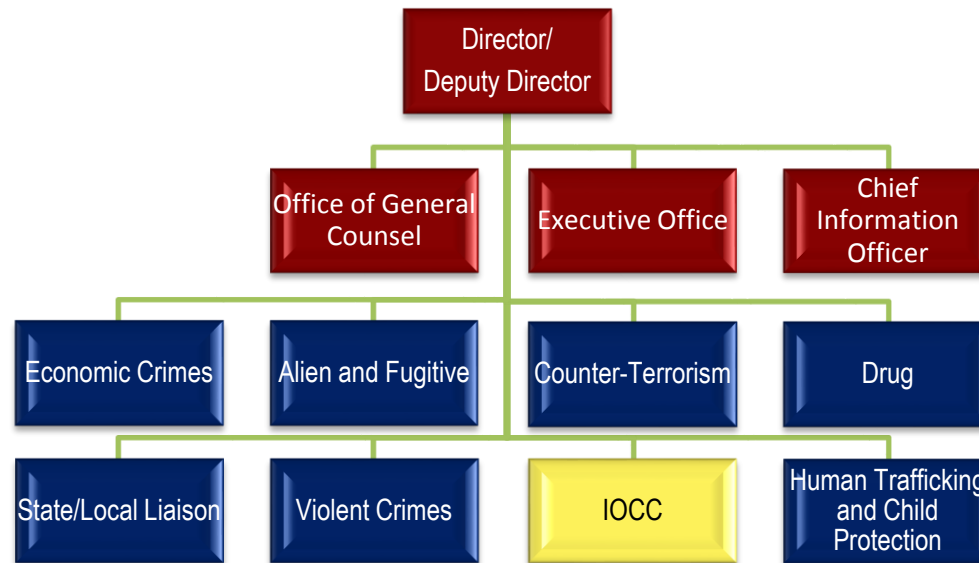 Director/
Deputy Director
Office of General
Counsel
Executive Office
Chief
Information
Officer
Economic Crimes
Alien and Fugitive
Counter-Terrorism
Drug
State/Local Liaison
Violent Crimes
IOCC
Human Trafficking
and Child
Protection